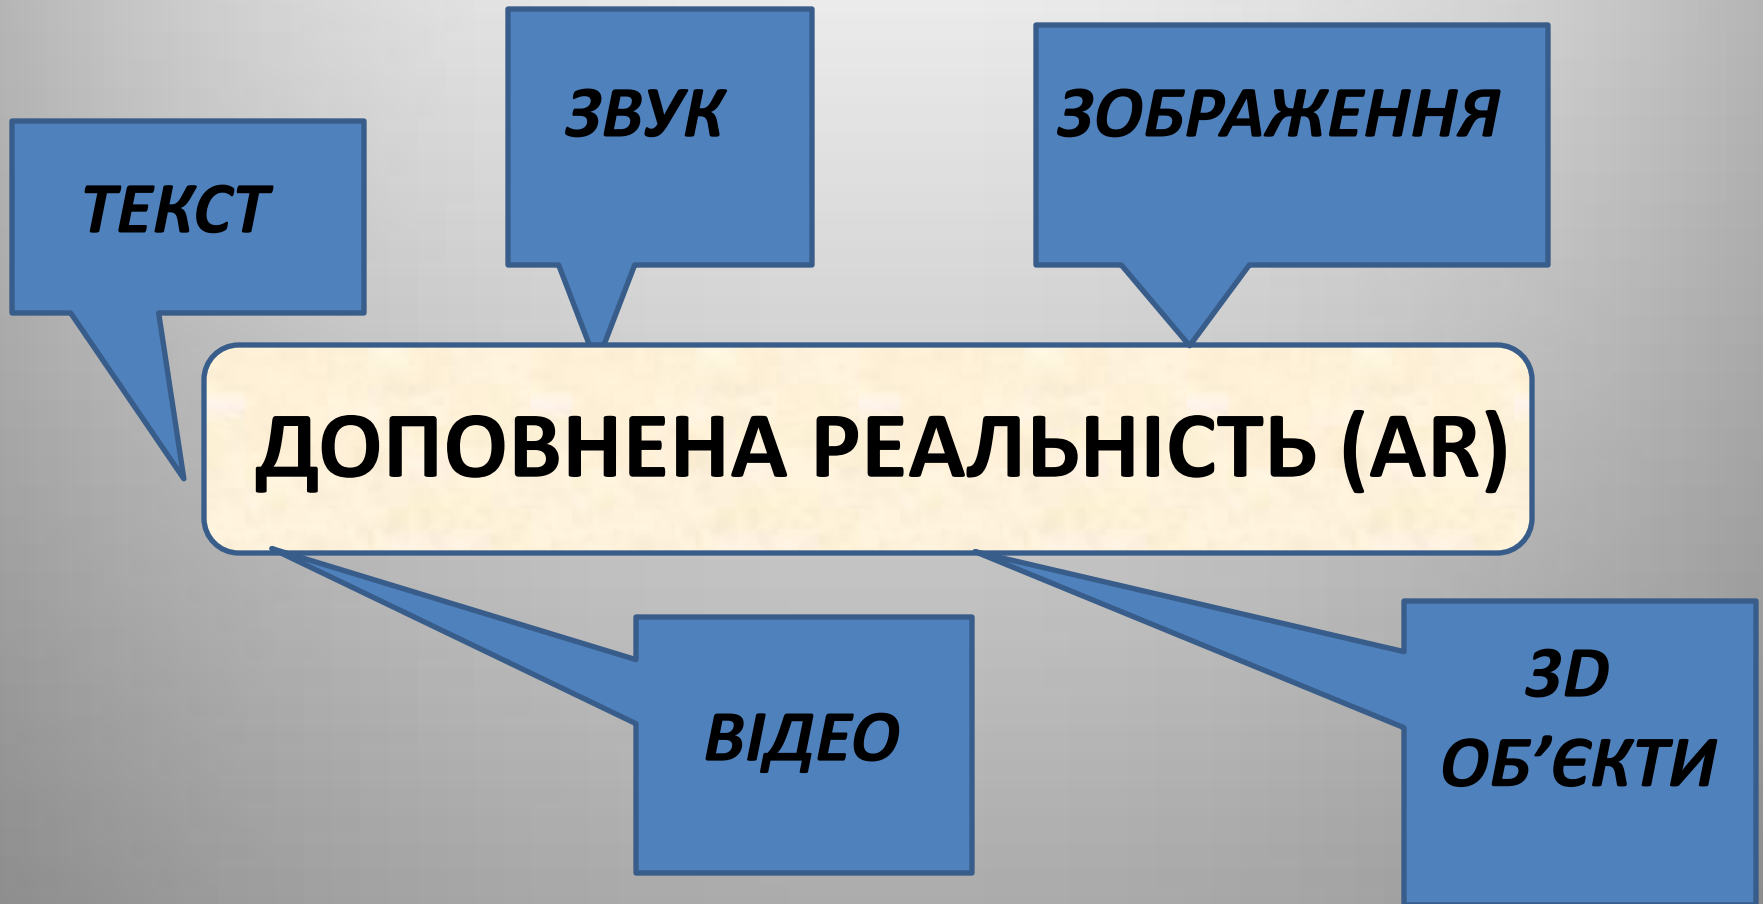 ЗВУК
ЗОБРАЖЕННЯ
ТЕКСТ
ДОПОВНЕНА РЕАЛЬНІСТЬ (AR)
ВІДЕО
3D
ОБ’ЄКТИ